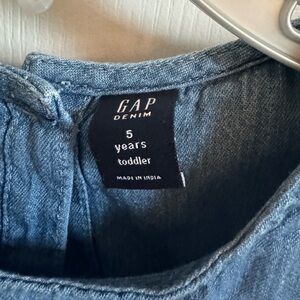 GAP
DENIM
5
years
toddler
MADE IN INDIA